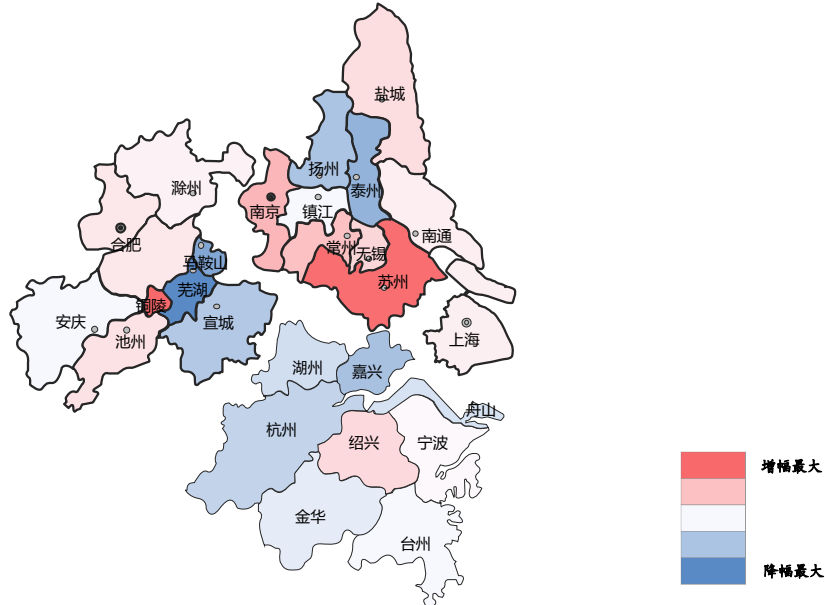 盐城
扬州
泰州
滁州
南京
镇江
南通
合肥
常州
无锡
马鞍山
苏州
芜湖
铜陵
宣城
安庆
池州
上海
湖州
嘉兴
舟山
杭州
绍兴
宁波
金华
台州
增幅最大
降幅最大